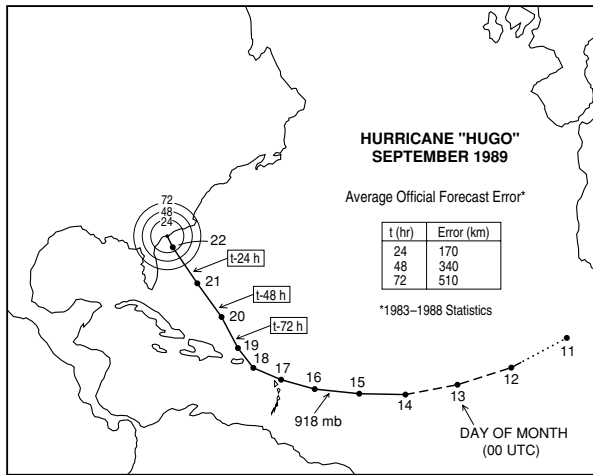 HURRICANE "HUGO"
SEPTEMBER 1989
Average Official Forecast Error*
t (hr) Error (km)
24 170
48 340
72 510
*1983–1988 Statistics
72
48
24
22
t-24 h
21
t-48 h
20
t-72 h
19
18
17
16
15
14
13
12
11
918 mb
DAY OF MONTH
(00 UTC)